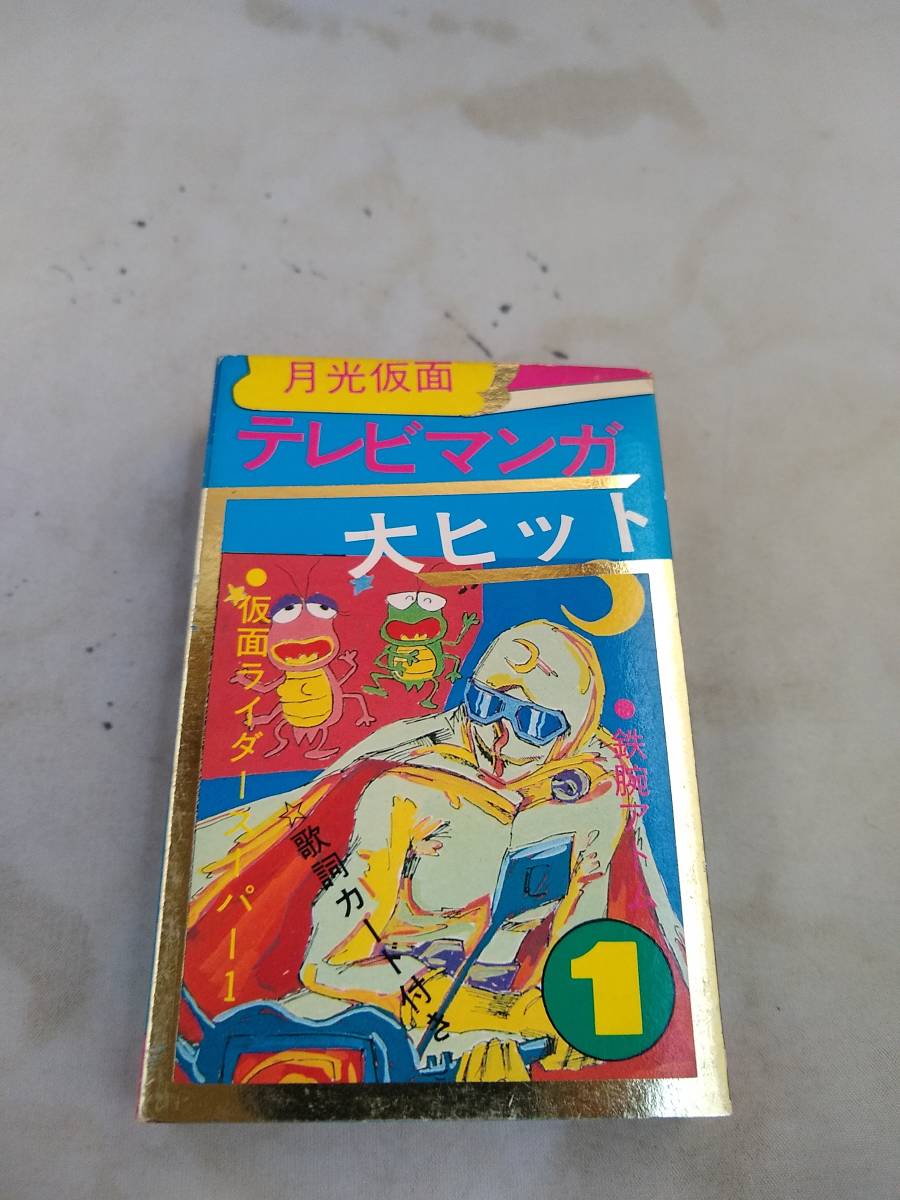 月光仮面
テレビマンガ
大ヒット
●仮面ライダースーパー1
●鉄腕アトム
☆歌詞カード付き
1